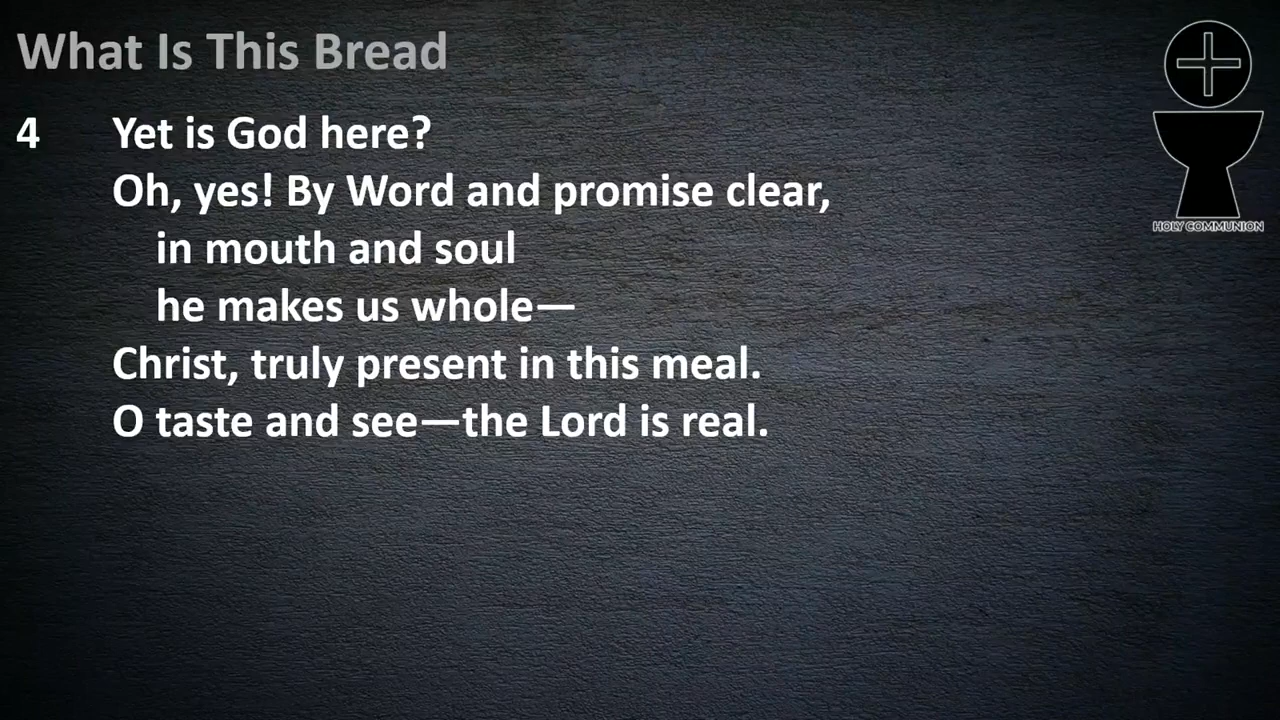 What Is This Bread
4 Yet is God here?
Oh, yes! By Word and promise clear,
in mouth and soul
he makes us whole—
Christ, truly present in this meal.
O taste and see—the Lord is real.
HOLY COMMUNION